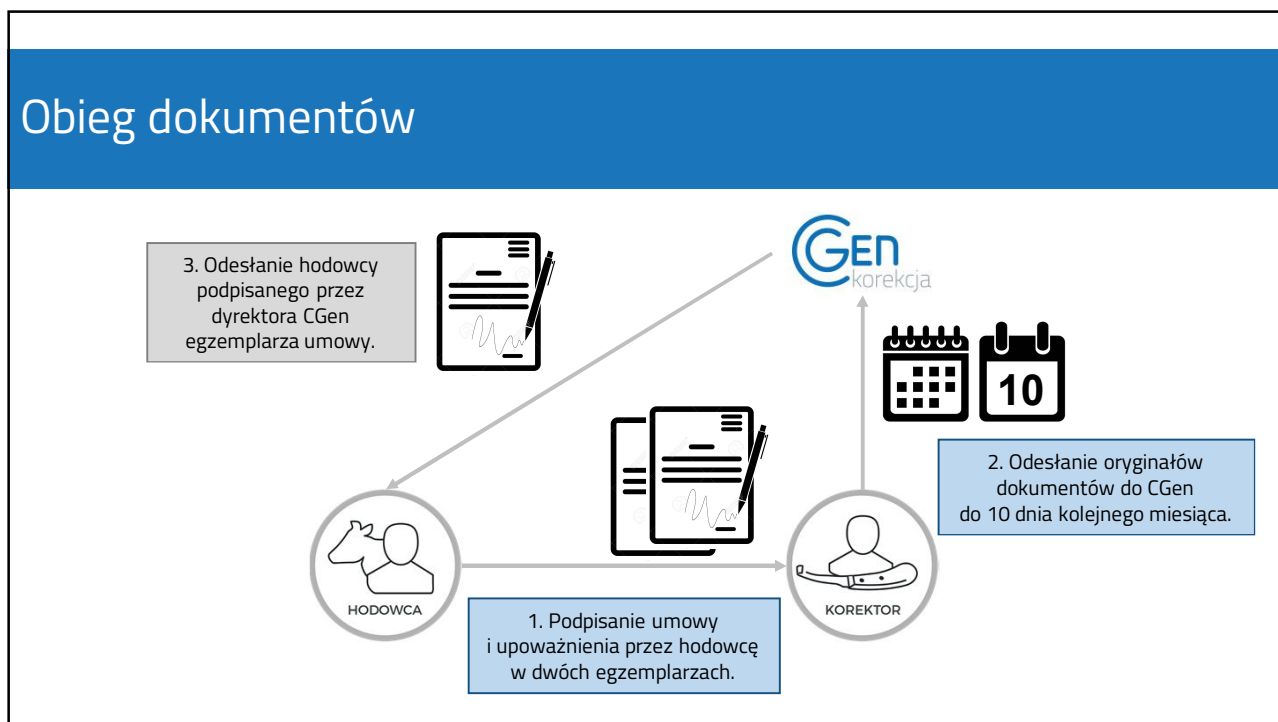 Obieg dokumentów
3. Odesłanie hodowcy
podpisanego przez
dyrektora CGen
egzemplarza umowy.
CGEN
korekcja
10
2. Odesłanie oryginałów
dokumentów do CGen
do 10 dnia kolejnego miesiąca.
HODOWCA
KOREKTOR
1. Podpisanie umowy
i upoważnienia przez hodowcę
w dwóch egzemplarzach.